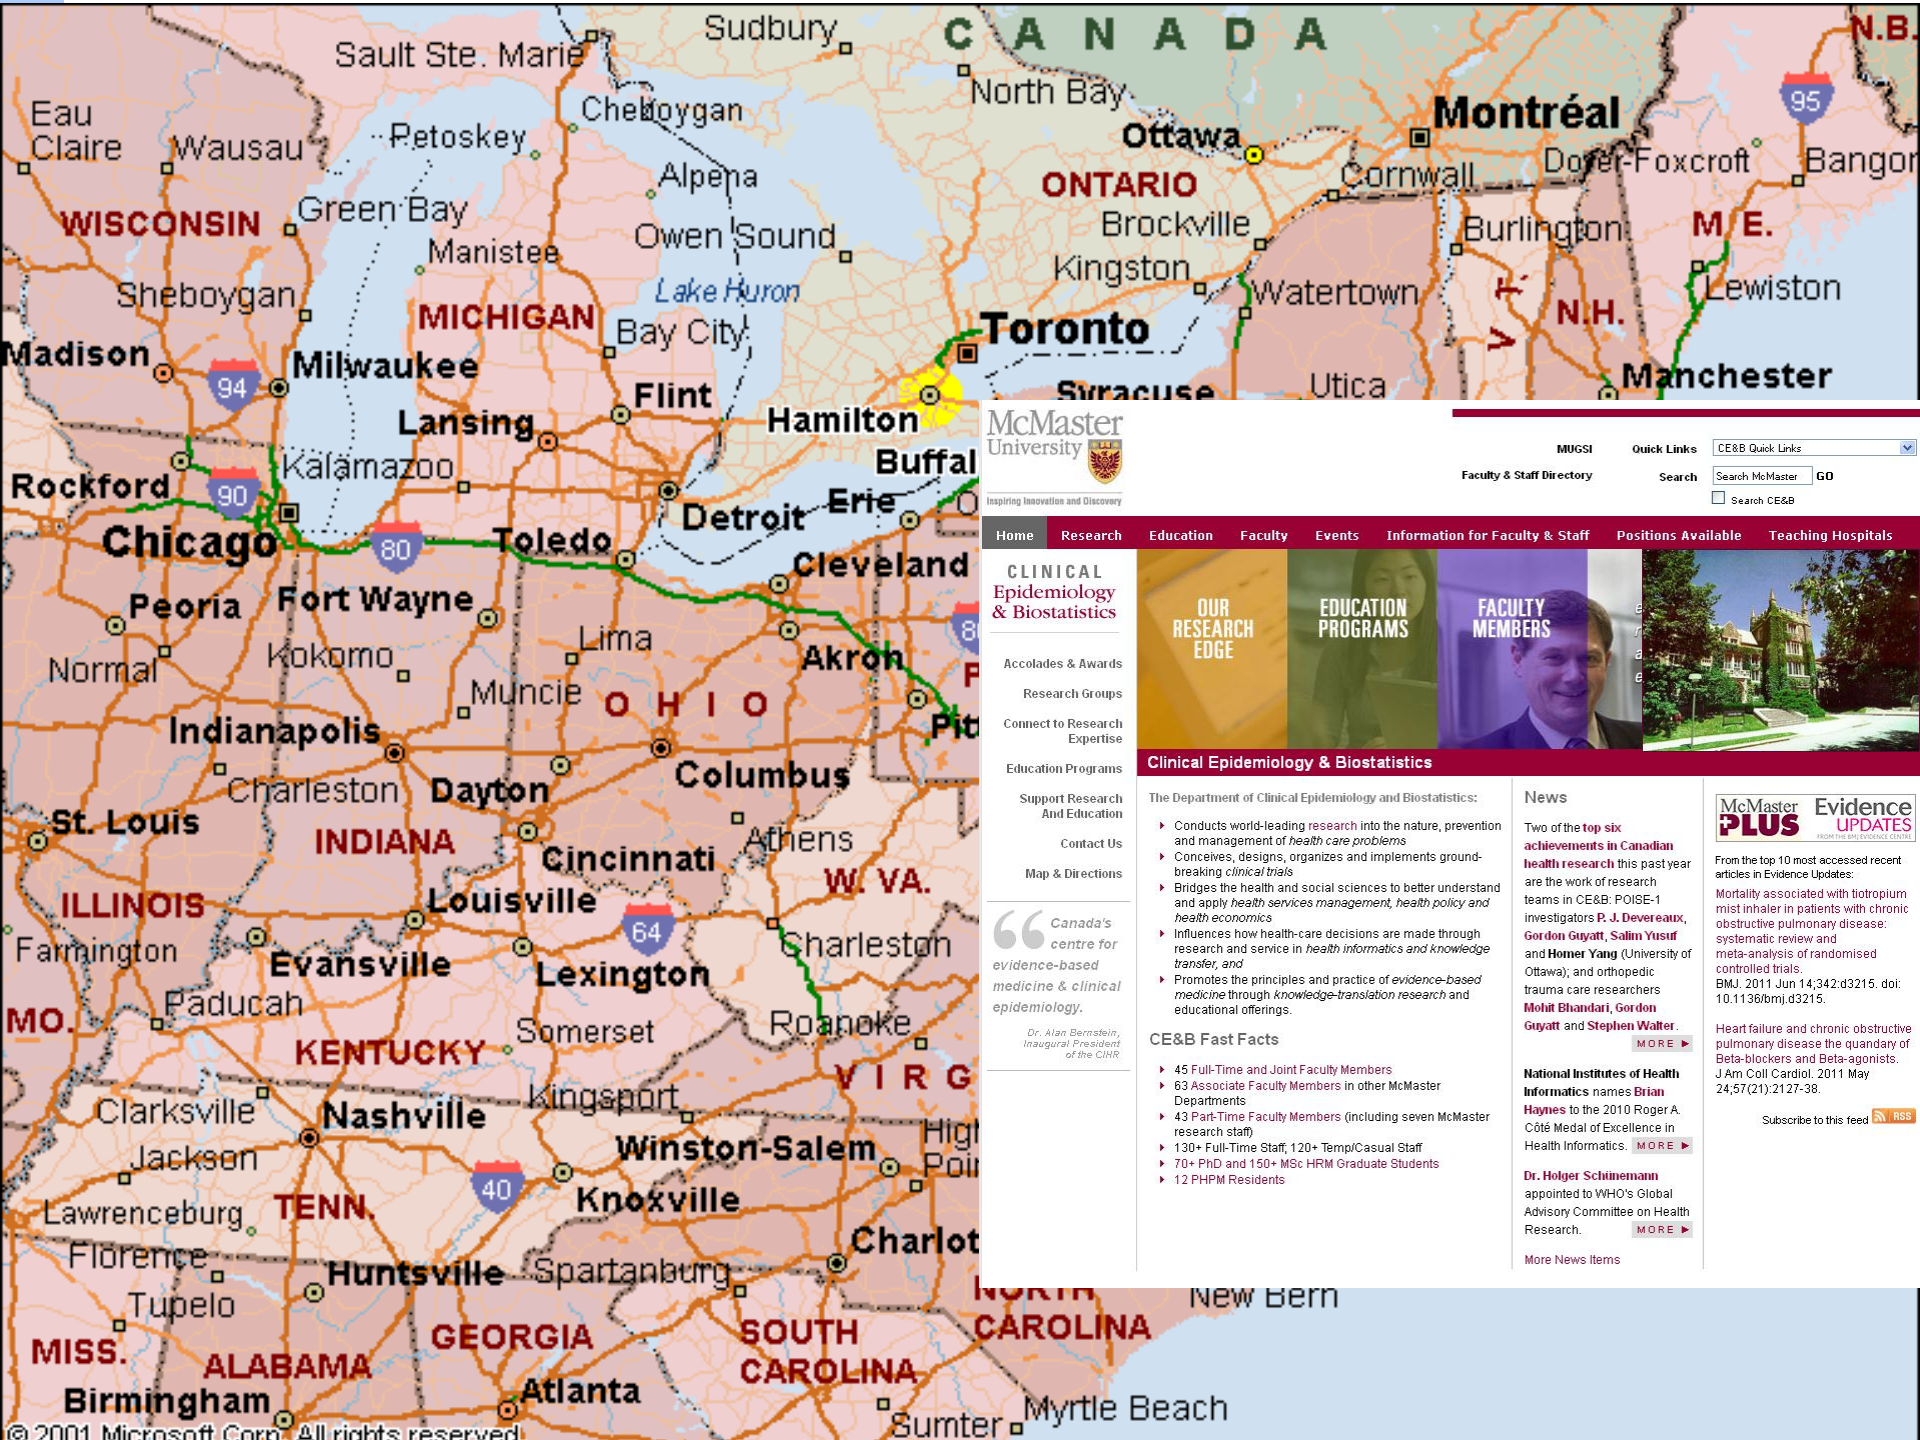 Sudbury
CANADA
N.B.
Sault Ste. Marie
North Bay
95
Eau
Claire
Cheboygan
Montréal
Wausau
Petoskey
Ottawa
Dover-Foxcroft
Bangor
Alpena
ONTARIO
Cornwall
WISCONSIN
Green Bay
Owen Sound
Brockville
Burlington
M.E.
Manistee
Kingston
Sheboygan
Lake Huron
Watertown
Lewiston
MICHIGAN
Bay City
Toronto
V.T.
N.H.
Madison
94
Milwaukee
Flint
Syracuse
Utica
Manchester
Lansing
Hamilton
Kalamazoo
Buffal
Rockford
90
Detroit
Erie
O
Chicago
80
Toledo
Cleveland
Peoria
Fort Wayne
8
Normal
Kokomo
Lima
Akron
P
Muncie
OHIO
Indianapolis
Pit
Charleston
Dayton
Columbus
St. Louis
INDIANA
Cincinnati
Athens
ILLINOIS
Louisville
W. VA.
Farmington
Evansville
64
Lexington
Charleston
MO.
Paducah
Somerset
Roanoke
KENTUCKY
VIRG
Clarksville
Nashville
Kingsport
High
Poin
Jackson
Winston-Salem
Lawrenceburg
TENN.
40
Knoxville
Florence
Huntsville
Spartanburg
Charlot
Tupelo
NORTH
CAROLINA
New Bern
MISS.
ALABAMA
GEORGIA
SOUTH
CAROLINA
Birmingham
Atlanta
Sumter
Myrtle Beach
© 2001 Microsoft Corp. All rights reserved.
McMaster
University
Inspiring Innovation and Discovery
MUGSI
Quick Links
CE&B Quick Links
Faculty & Staff Directory
Search
Search McMaster
GO
Search CE&B
Home Research Education Faculty Events Information for Faculty & Staff Positions Available Teaching Hospitals
CLINICAL
Epidemiology
& Biostatistics
OUR
RESEARCH
EDGE
EDUCATION
PROGRAMS
FACULTY
MEMBERS
Accolades & Awards
Research Groups
Connect to Research
Expertise
Education Programs
Support Research
And Education
Contact Us
Map & Directions
“ Canada's
centre for
evidence-based
medicine & clinical
epidemiology.
Dr. Alan Bernstein,
Inaugural President
of the CIHR
Clinical Epidemiology & Biostatistics
The Department of Clinical Epidemiology and Biostatistics:
Conducts world-leading research into the nature, prevention
and management of health care problems
Conceives, designs, organizes and implements ground-
breaking clinical trials
Bridges the health and social sciences to better understand
and apply health services management, health policy and
health economics
Influences how health-care decisions are made through
research and service in health informatics and knowledge
transfer, and
Promotes the principles and practice of evidence-based
medicine through knowledge-translation research and
educational offerings.
CE&B Fast Facts
45 Full-Time and Joint Faculty Members
63 Associate Faculty Members in other McMaster
Departments
43 Part-Time Faculty Members (including seven McMaster
research staff)
130+ Full-Time Staff; 120+ Temp/Casual Staff
70+ PhD and 150+ MSc HRM Graduate Students
12 PHPM Residents
News
Two of the top six
achievements in Canadian
health research this past year
are the work of research
teams in CE&B: POISE-1
investigators P. J. Devereaux,
Gordon Guyatt, Salim Yusuf
and Homer Yang (University of
Ottawa); and orthopedic
trauma care researchers
Mohit Bhandari, Gordon
Guyatt and Stephen Walter.
MORE
National Institutes of Health
Informatics names Brian
Haynes to the 2010 Roger A.
Côté Medal of Excellence in
Health Informatics.
MORE
Dr. Holger Schünemann
appointed to WHO's Global
Advisory Committee on Health
Research.
MORE
More News Items
McMaster
PLUS
Evidence
UPDATES
FROM THE BMJ EVIDENCE CENTRE
From the top 10 most accessed recent
articles in Evidence Updates:
Mortality associated with tiotropium
mist inhaler in patients with chronic
obstructive pulmonary disease:
systematic review and
meta-analysis of randomised
controlled trials.
BMJ. 2011 Jun 14;342:d3215. doi:
10.1136/bmj.d3215.
Heart failure and chronic obstructive
pulmonary disease the quandary of
Beta-blockers and Beta-agonists.
J Am Coll Cardiol. 2011 May
24;57(21):2127-38.
Subscribe to this feed
RSS